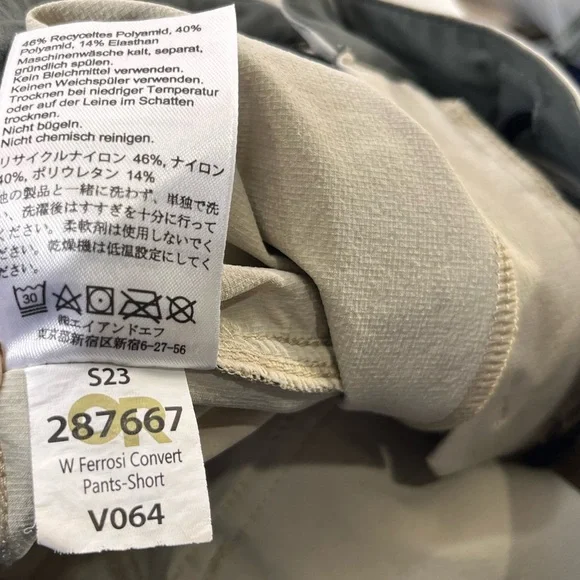 46% Recyceltes Polyamid, 40%
Polyamid, 14% Elasthan
Maschinenwäsche kalt, separat,
gründlich spülen.
Kein Bleichmittel verwenden.
Keinen Weichspüler verwenden.
Trocknen bei niedriger Temperatur
oder auf der Leine im Schatten
trocknen.
Nicht bügeln.
Nicht chemisch reinigen.
リサイクルナイロン 46%, ナイロン
40%, ポリウレタン 14%
他の製品と一緒に洗わず、単独で洗
い、洗濯後はすすぎを十分に行って
ください。柔軟剤は使用しないでく
ださい。乾燥機は低温設定にしてく
ださい。
30
㈱エイアンドエフ
東京都新宿区新宿6-27-56
S23
OR
287667
W Ferrosi Convert
Pants-Short
V064